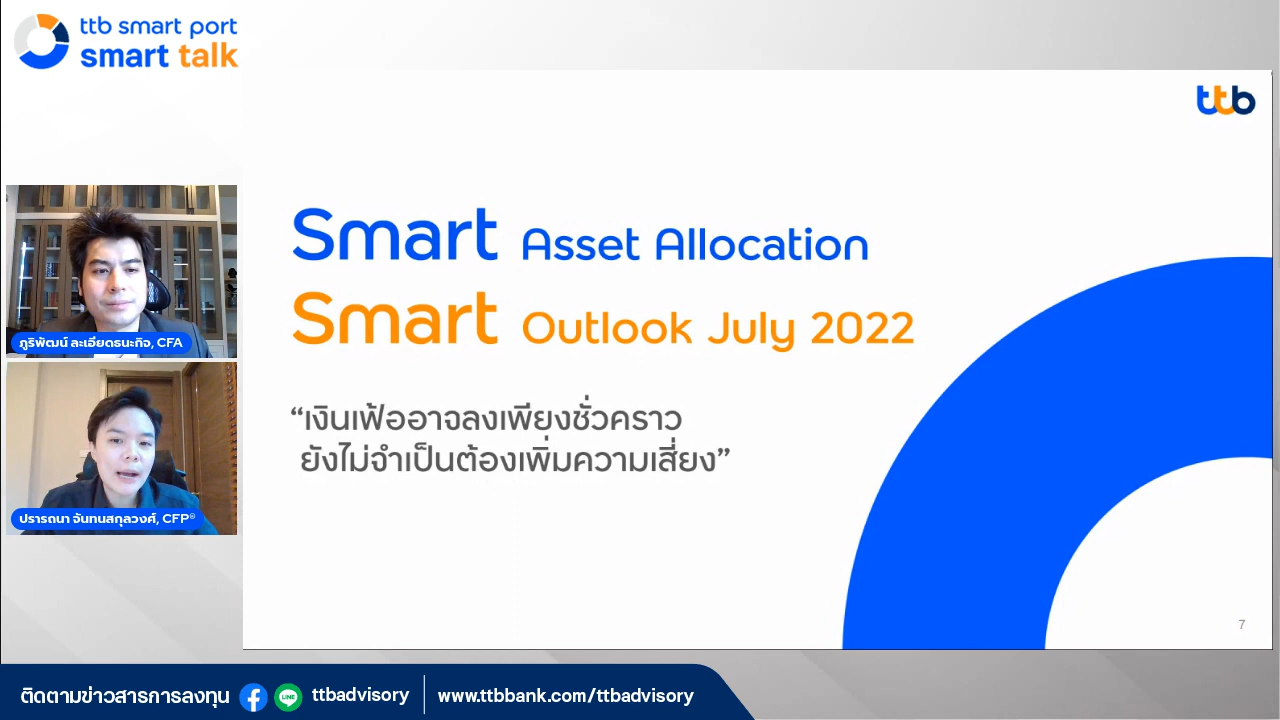 ttb smart port
smart talk
ttb
Smart Asset Allocation
Smart Outlook July 2022
“เงินเฟ้ออาจลงเพียงชั่วคราว
ยังไม่จำเป็นต้องเพิ่มความเสี่ยง”
ภูริพัฒน์ ละเอียดธนะกิจ, CFA
ปรารถนา จันทนสกุลวงศ์, CFP®
7
ติดตามข่าวสารการลงทุน f LINE ttbadvisory www.ttbbank.com/ttbadvisory